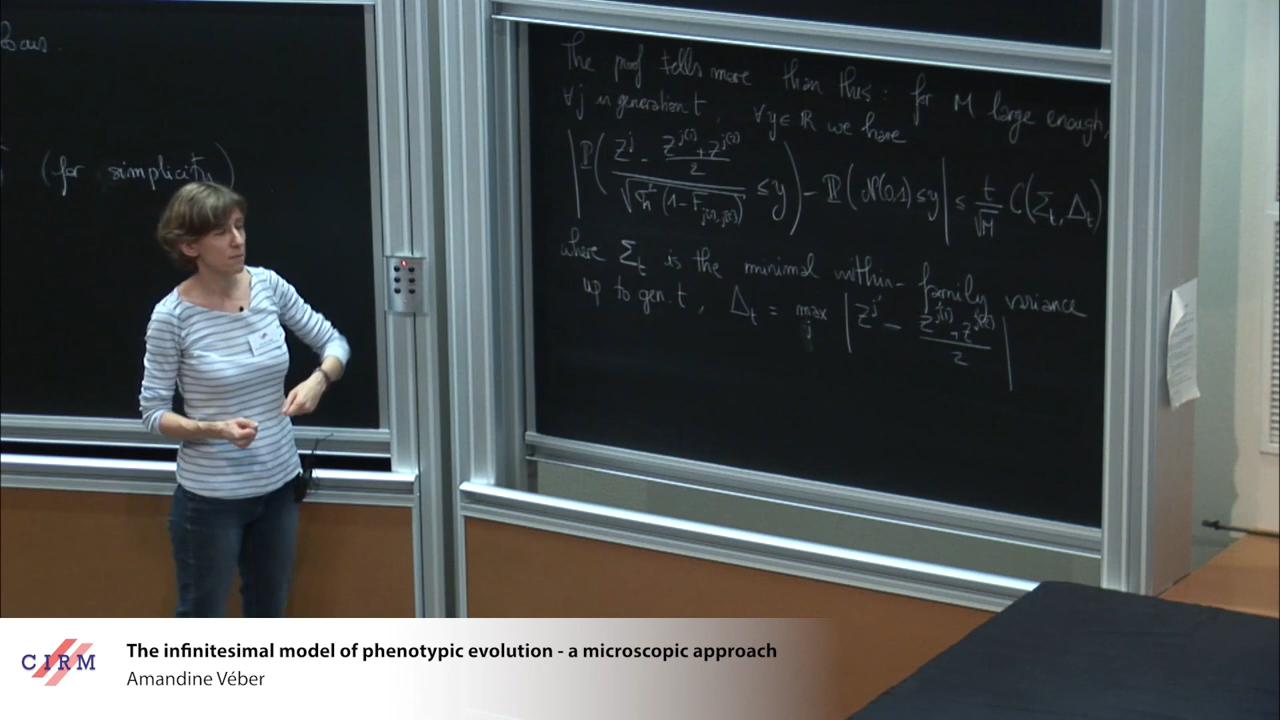 (for simplicity)
The proof tells more than this : for M large enough,
∀ j in generation t, ∀ y ∈ ℝ we have
| ℙ( (Z^j - (Z^{j(1)} + Z^{j(2)})/2) / √(σ_h^2 (1 - F_{j(1),j(2)})) ≤ y ) - ℙ( N(0,1) ≤ y ) | ≤ t/√M C(Σ_t, Δ_t)
where Σ_t is the minimal within-family variance
up to gen. t, Δ_t = max_j | Z^j - (Z^{j(1)} + Z^{j(2)})/2 |
CIRM
The infinitesimal model of phenotypic evolution - a microscopic approach
Amandine Véber